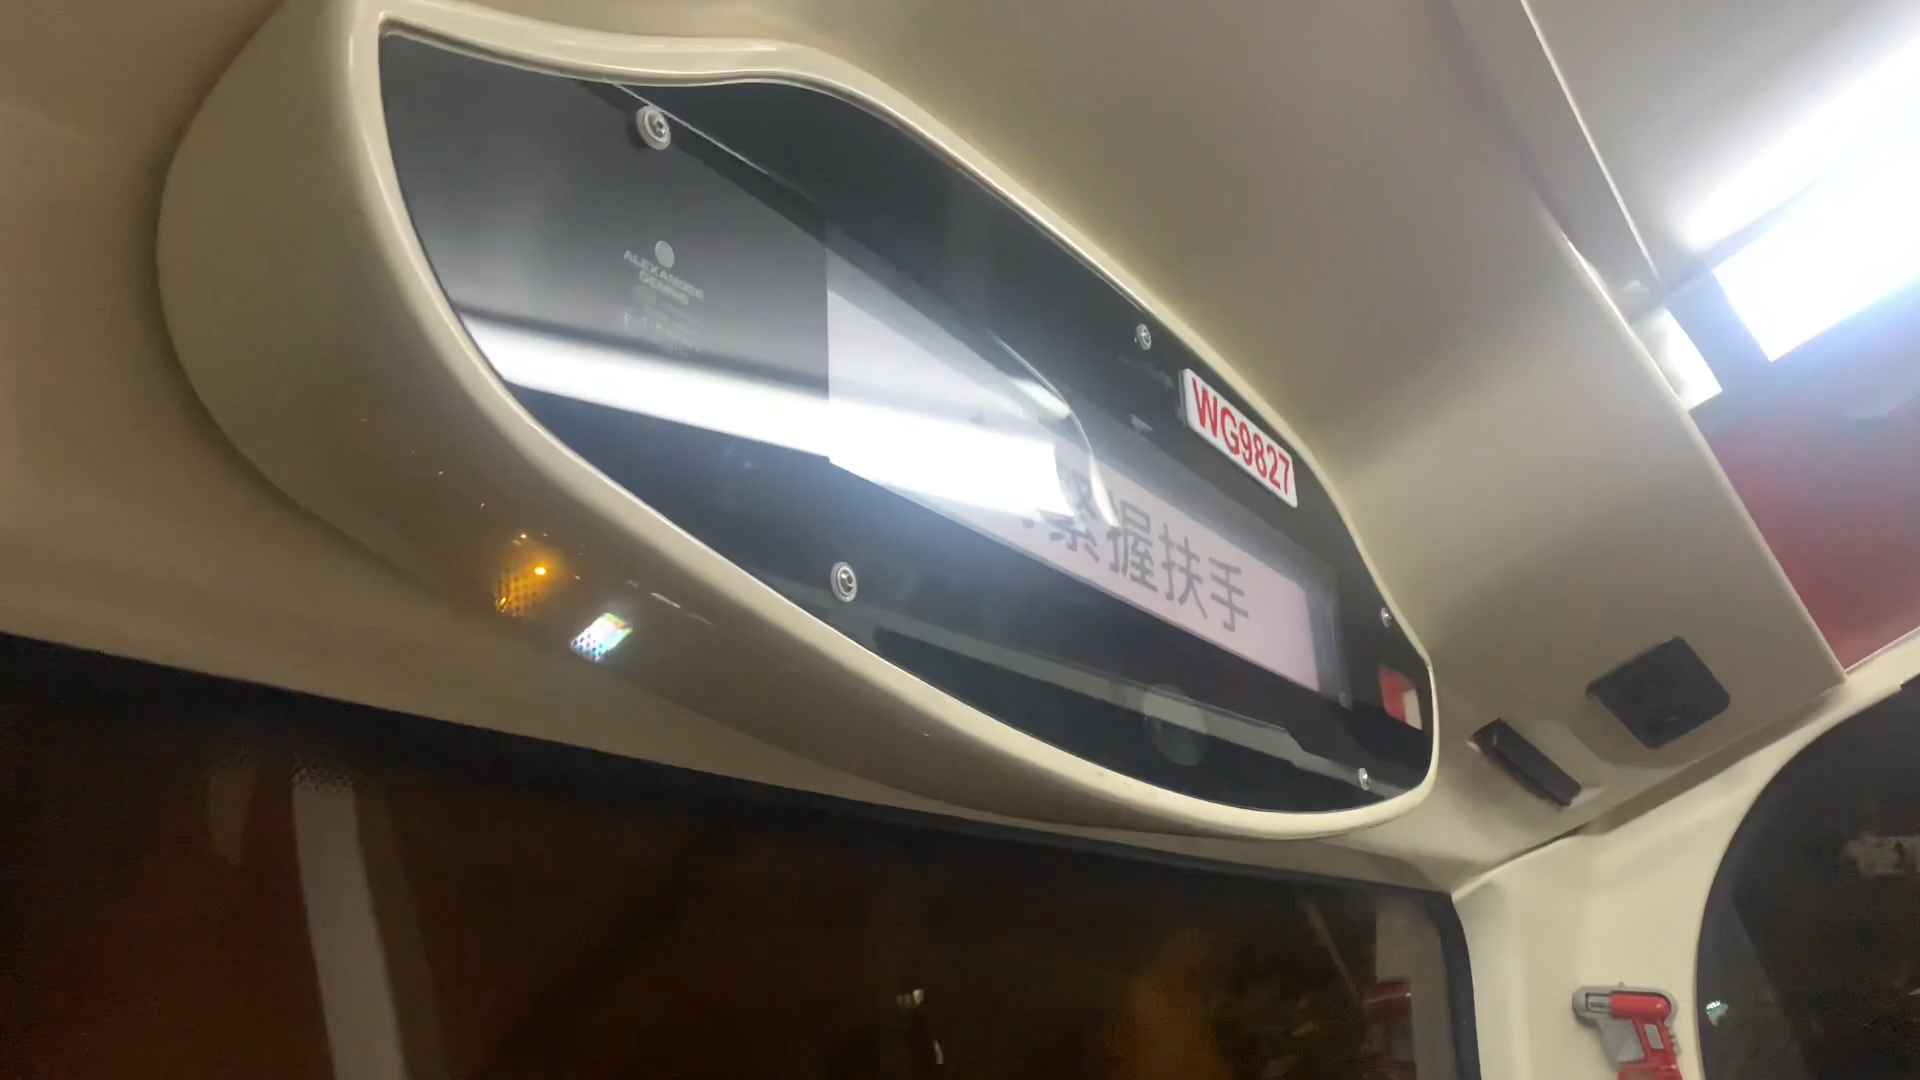 ALEXANDER
DENNIS
WG9827
緊握扶手